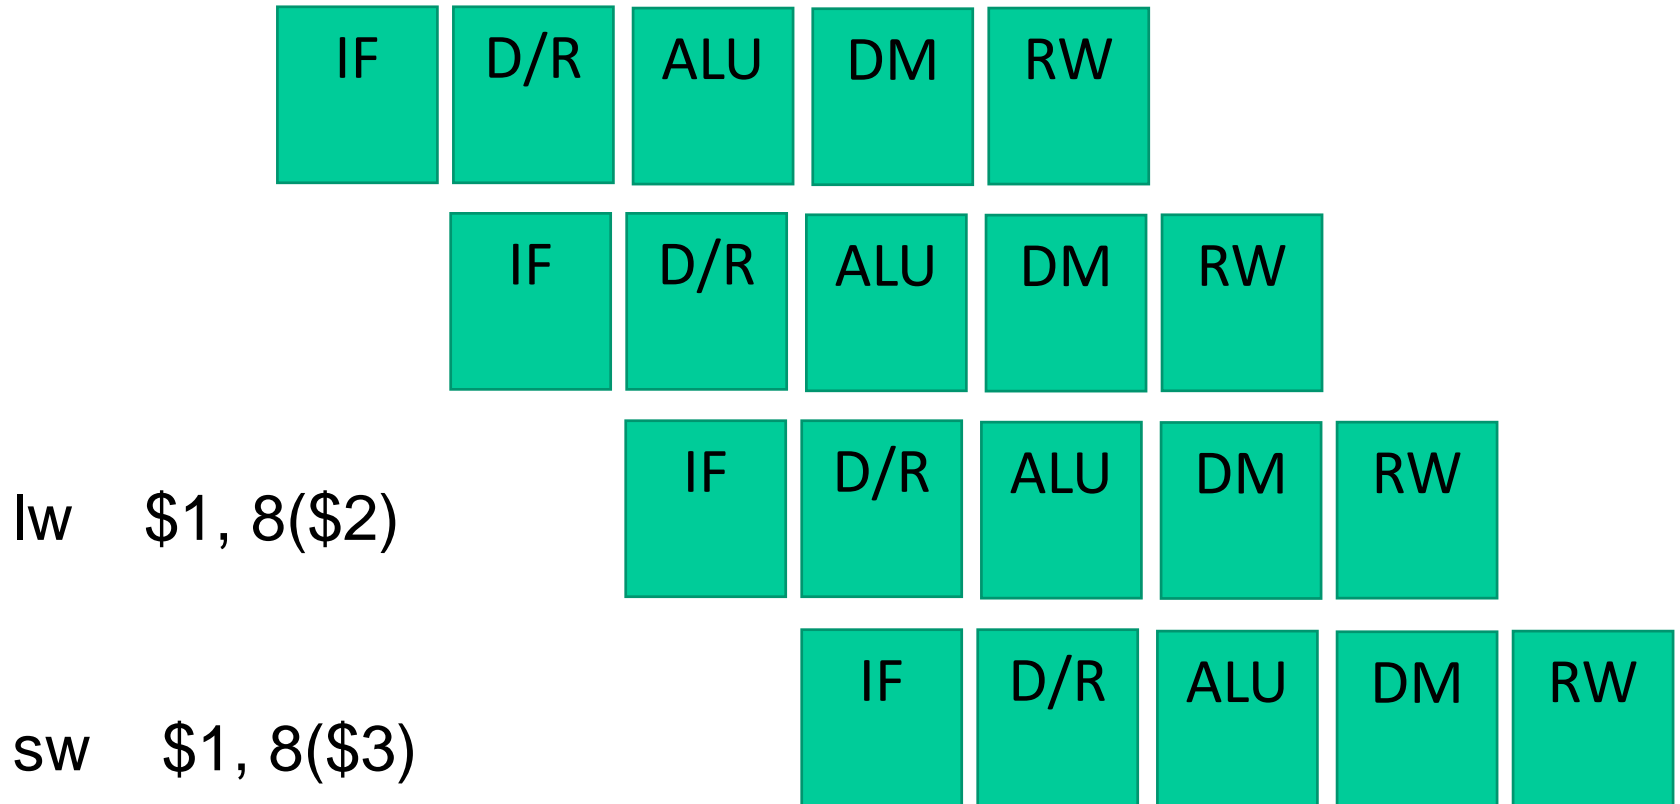 IF D/R ALU DM RW
IF D/R ALU DM RW
IF D/R ALU DM RW
lw $1, 8($2)
IF D/R ALU DM RW
sw $1, 8($3)